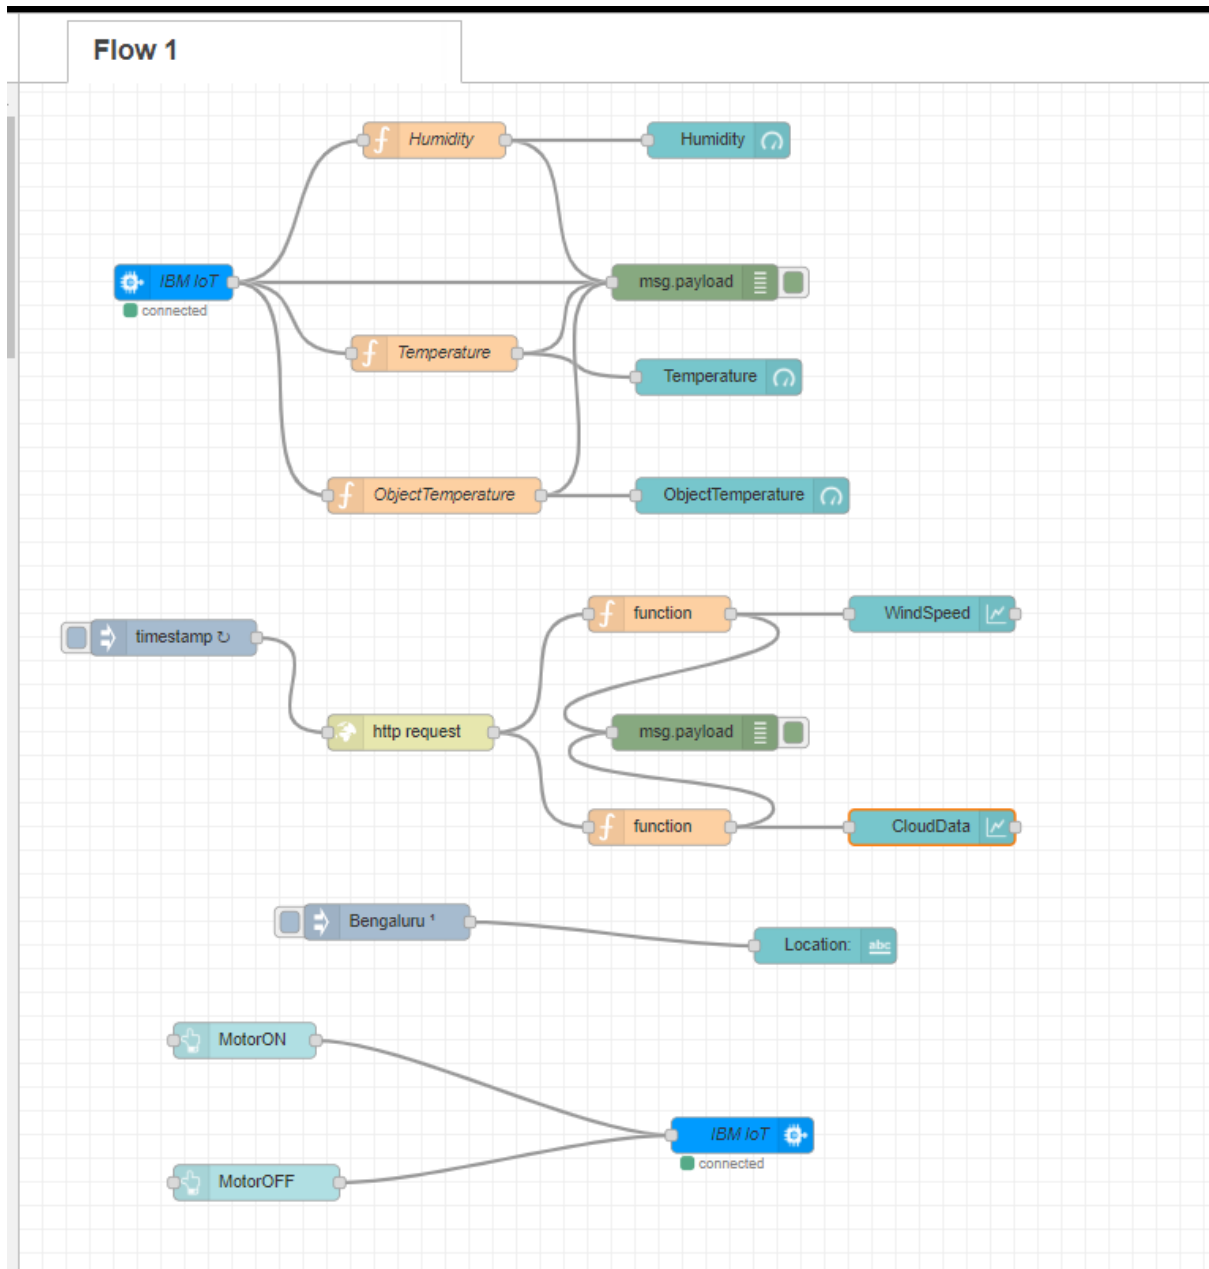 Flow 1
Humidity
Humidity
IBM IoT
connected
msg.payload
Temperature
Temperature
ObjectTemperature
ObjectTemperature
function
WindSpeed
timestamp ↻
http request
msg.payload
function
CloudData
Bengaluru ¹
Location:
abc
MotorON
IBM IoT
connected
MotorOFF